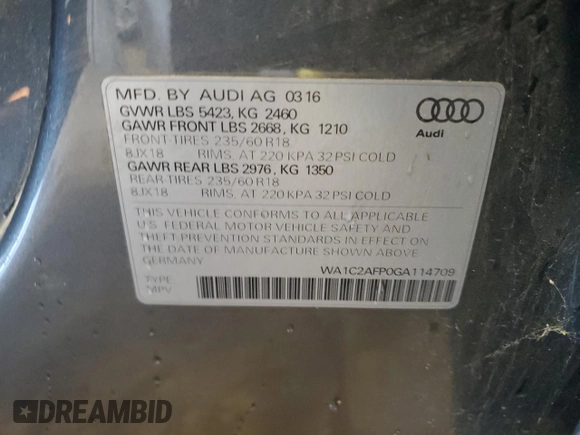 MFD. BY AUDI AG 03 16
GVWR LBS 5423, KG 2460
GAWR FRONT LBS 2668, KG 1210
FRONT-TIRES 235/60 R18
8JX18 RIMS, AT 220 KPA 32 PSI COLD
GAWR REAR LBS 2976, KG 1350
REAR-TIRES 235/60 R18
8JX18 RIMS, AT 220 KPA 32 PSI COLD
Audi
THIS VEHICLE CONFORMS TO ALL APPLICABLE
U.S. FEDERAL MOTOR VEHICLE SAFETY AND
THEFT-PREVENTION STANDARDS IN EFFECT ON
THE DATE OF MANUFACTURE SHOWN ABOVE
GERMANY
WA1C2AFP0GA114709
TYPE
MPV
DREAMBID